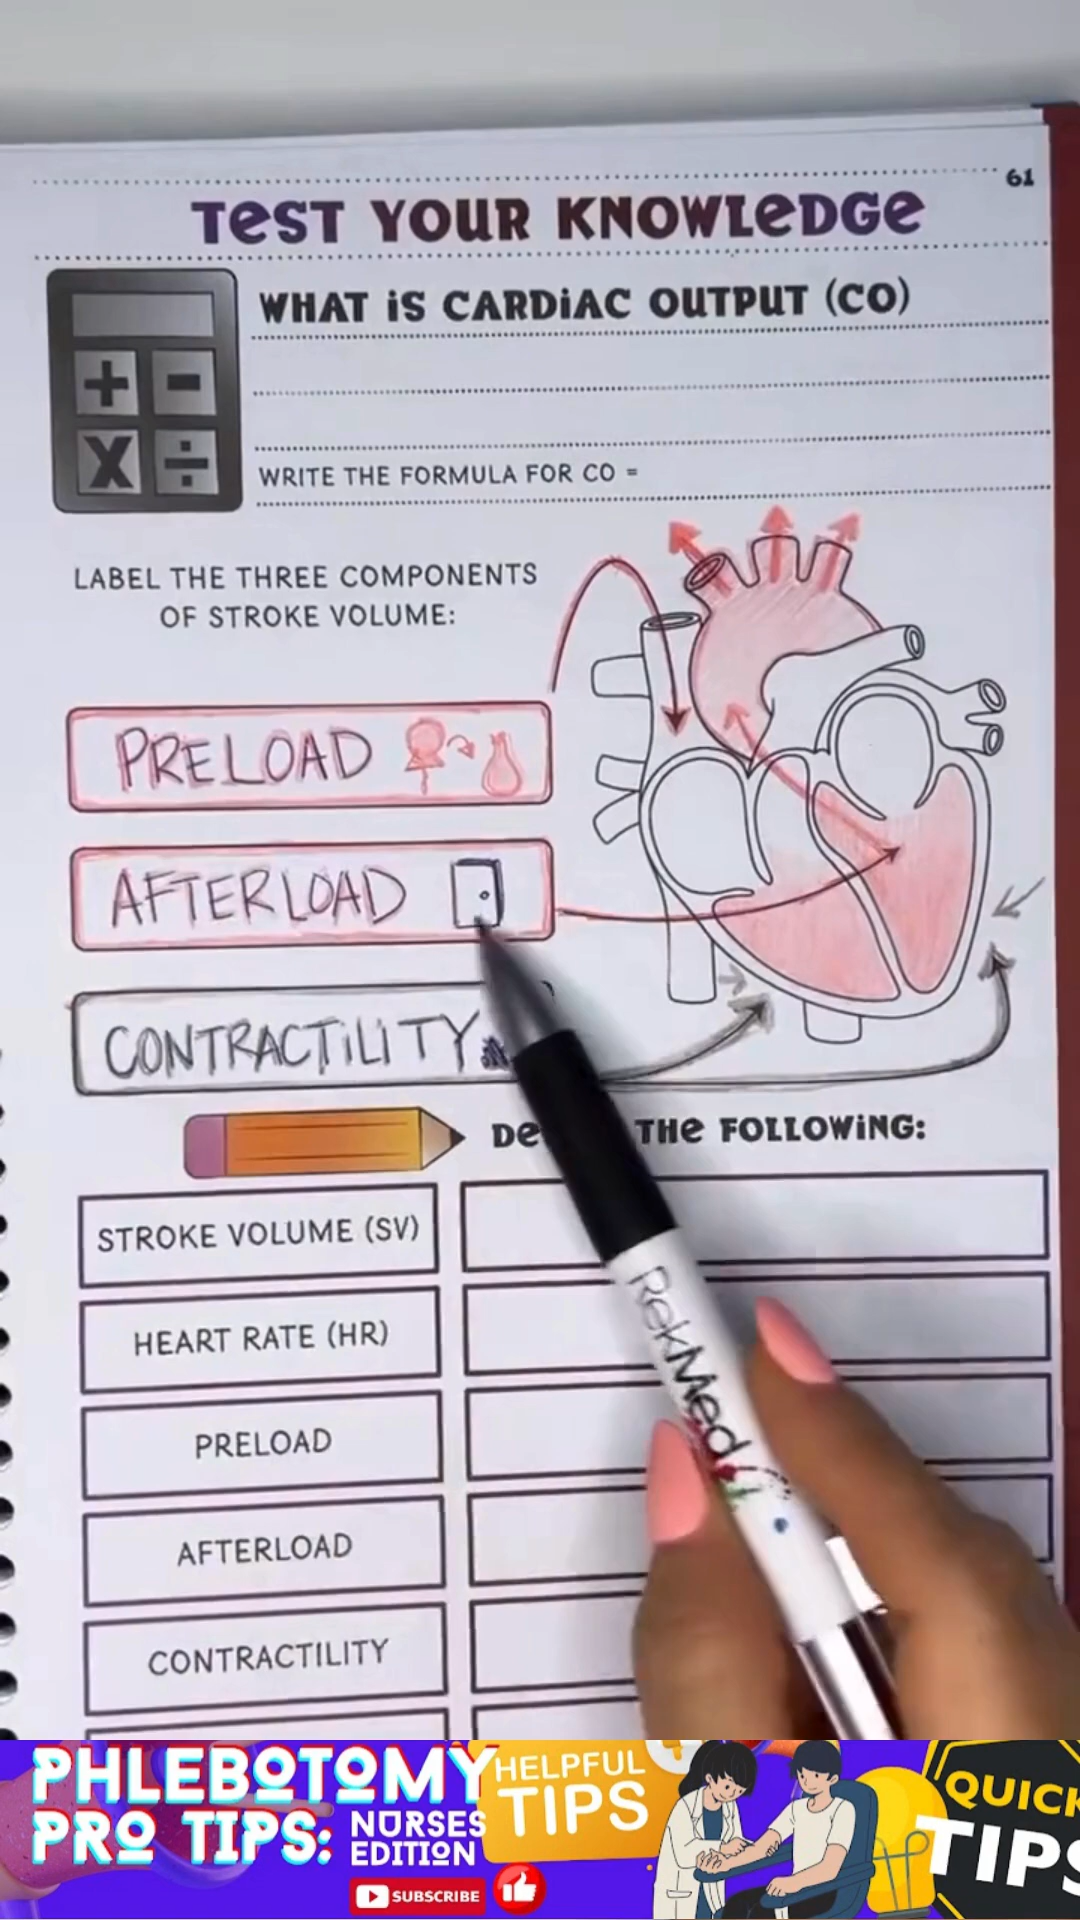 61
TEST YOUR KNOWLEDGE
WHAT iS CARDiAC OUTPUT (CO)
WRITE THE FORMULA FOR CO =
LABEL THE THREE COMPONENTS
OF STROKE VOLUME:
PRELOAD
AFTERLOAD
CONTRACTiLiTY
THE FOLLOWiNG:
STROKE VOLUME (SV)
HEART RATE (HR)
PRELOAD
AFTERLOAD
CONTRACTILITY
RekMed
PHLEBOTOMY
PRO TIPS:
NURSES
EDITION
SUBSCRIBE
HELPFUL
TIPS
QUICK
TIPS